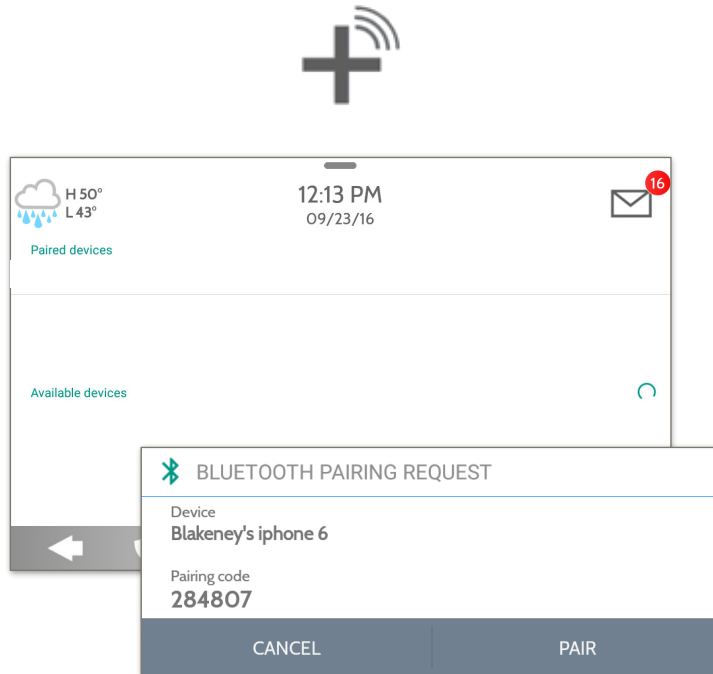 H 50°
L 43°
12:13 PM
09/23/16
16
Paired devices
Available devices
BLUETOOTH PAIRING REQUEST
Device
Blakeney's iphone 6
Pairing code
284807
CANCEL PAIR